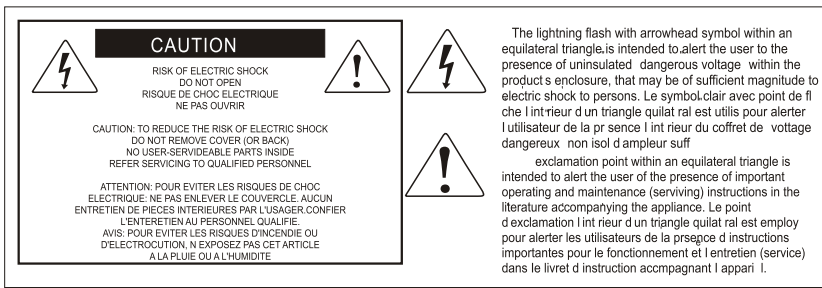 CAUTION
RISK OF ELECTRIC SHOCK
DO NOT OPEN
RISQUE DE CHOC ELECTRIQUE
NE PAS OUVRIR
CAUTION: TO REDUCE THE RISK OF ELECTRIC SHOCK
DO NOT REMOVE COVER (OR BACK)
NO USER-SERVIDEABLE PARTS INSIDE
REFER SERVICING TO QUALIFIED PERSONNEL
ATTENTION: POUR EVITER LES RISQUES DE CHOC
ELECTRIQUE: NE PAS ENLEVER LE COUVERCLE. AUCUN
ENTRETIEN DE PIECES INTERIEURES PAR L'USAGER.CONFIER
L'ENTERETIEN AU PERSONNEL QUALIFIE.
AVIS: POUR EVITER LES RISQUES D'INCENDIE OU
D'ELECTROCUTION, N EXPOSEZ PAS CET ARTICLE
A LA PLUIE OU A L'HUMIDITE
The lightning flash with arrowhead symbol within an
equilateral triangle, is intended to alert the user to the
presence of uninsulated dangerous voltage within the
product s enclosure, that may be of sufficient magnitude to
electric shock to persons. Le symbol clair avec point de fl
che l int rieur d un triangle quilat ral est utilis pour alerter
l utilisateur de la pr sence l int rieur du coffret de vottage
dangereux non isol d ampleur suff
exclamation point within an equilateral triangle is
intended to alert the user of the presence of important
operating and maintenance (serviving) instructions in the
literature accompanying the appliance. Le point
d exclamation l int rieur d un triangle quilat ral est employ
pour alerter les utilisateurs de la prsence d instructions
importantes pour le fonctionnement et l entretien (service)
dans le livret d instruction accmpagnant l appari l.